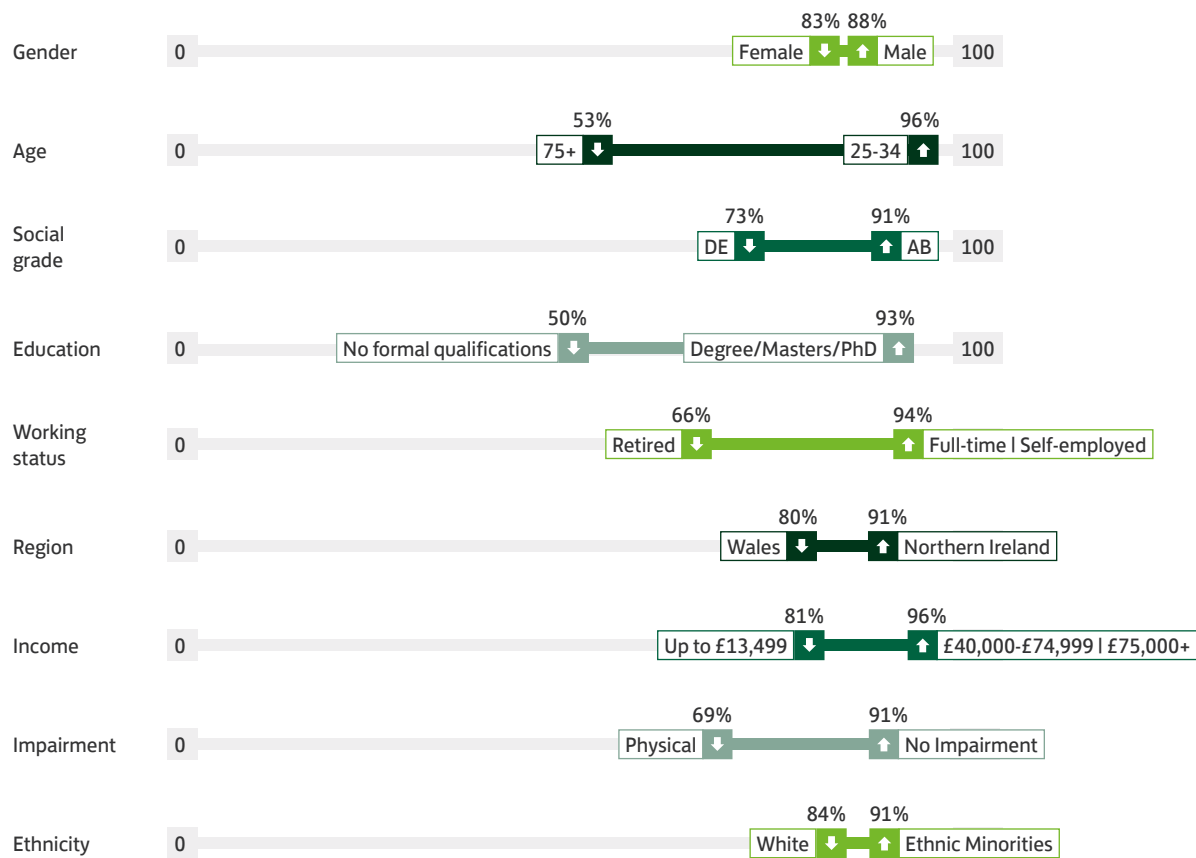 83% 88%
Gender 0 Female Male 100
53% 96%
Age 0 75+ 25-34 100
73% 91%
Social
grade
0 DE AB 100
50% 93%
Education 0 No formal qualifications Degree/Masters/PhD 100
66% 94%
Working
status
0 Retired Full-time | Self-employed
80% 91%
Region 0 Wales Northern Ireland
81% 96%
Income 0 Up to £13,499 £40,000-£74,999 | £75,000+
69% 91%
Impairment 0 Physical No Impairment
84% 91%
Ethnicity 0 White Ethnic Minorities